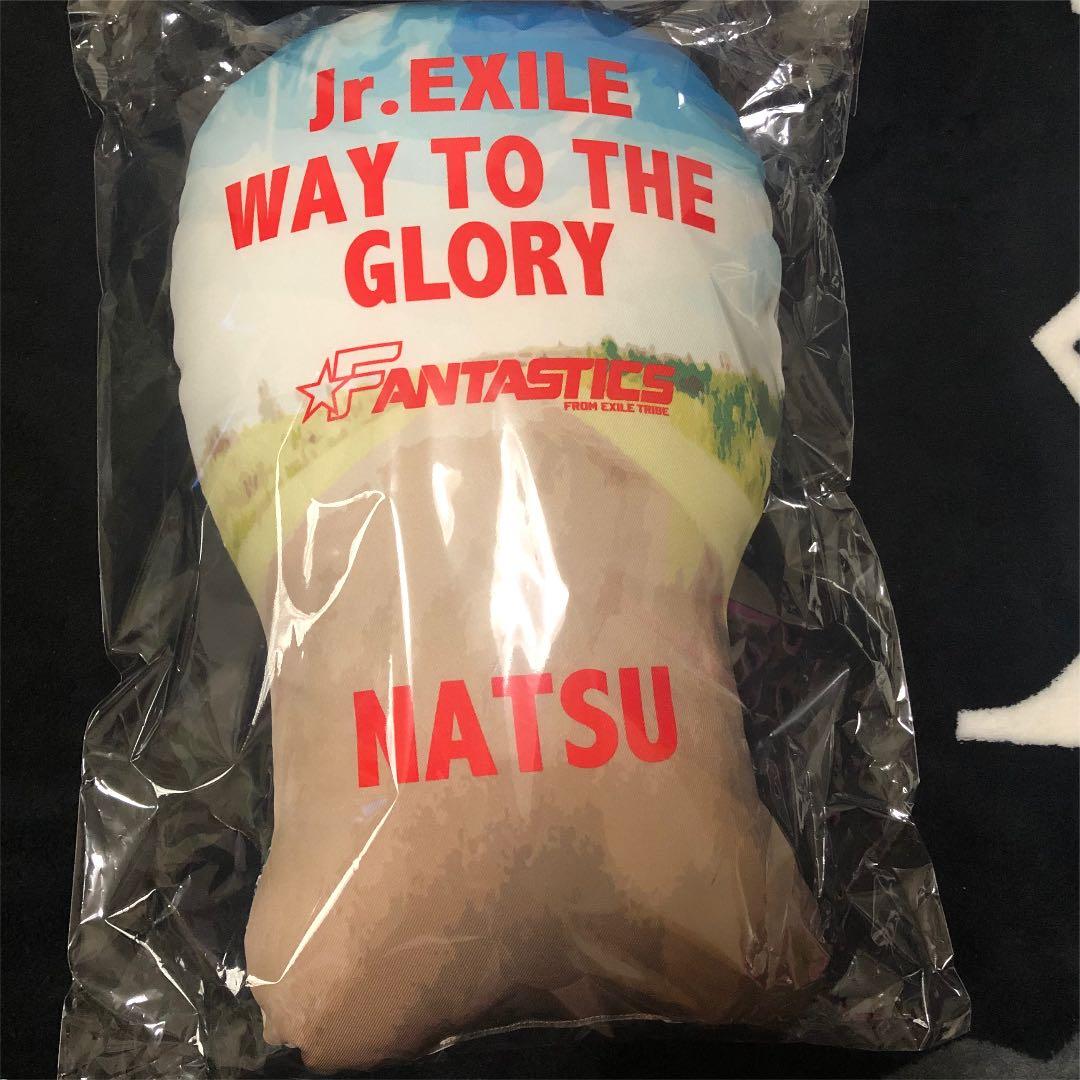 Jr.EXILE
WAY TO THE
GLORY
FANTASTICS
FROM EXILE TRIBE
NATSU